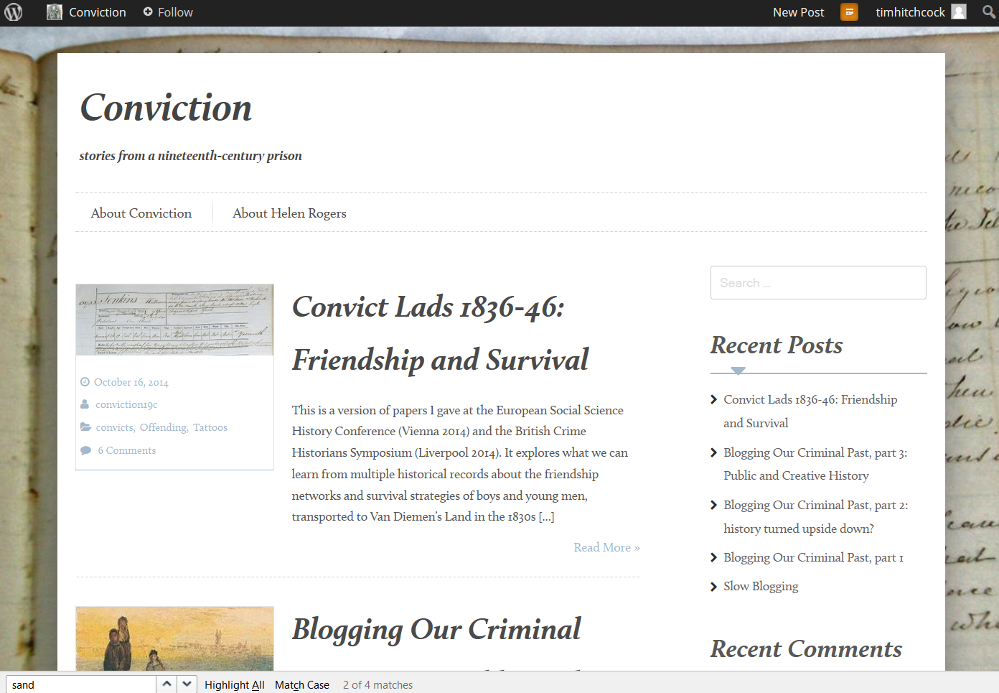 Conviction
Follow
New Post
timhitchcock
Conviction
stories from a nineteenth-century prison
About Conviction
About Helen Rogers
Jenkins
October 16, 2014
conviction19c
convicts, Offending, Tattoos
6 Comments
Convict Lads 1836-46:
Friendship and Survival
This is a version of papers I gave at the European Social Science
History Conference (Vienna 2014) and the British Crime
Historians Symposium (Liverpool 2014). It explores what we can
learn from multiple historical records about the friendship
networks and survival strategies of boys and young men,
transported to Van Diemen’s Land in the 1830s [...]
Read More »
Blogging Our Criminal
Search ...
Recent Posts
Convict Lads 1836-46: Friendship
and Survival
Blogging Our Criminal Past, part 3:
Public and Creative History
Blogging Our Criminal Past, part 2:
history turned upside down?
Blogging Our Criminal Past, part 1
Slow Blogging
Recent Comments
sand
Highlight All
Match Case
2 of 4 matches